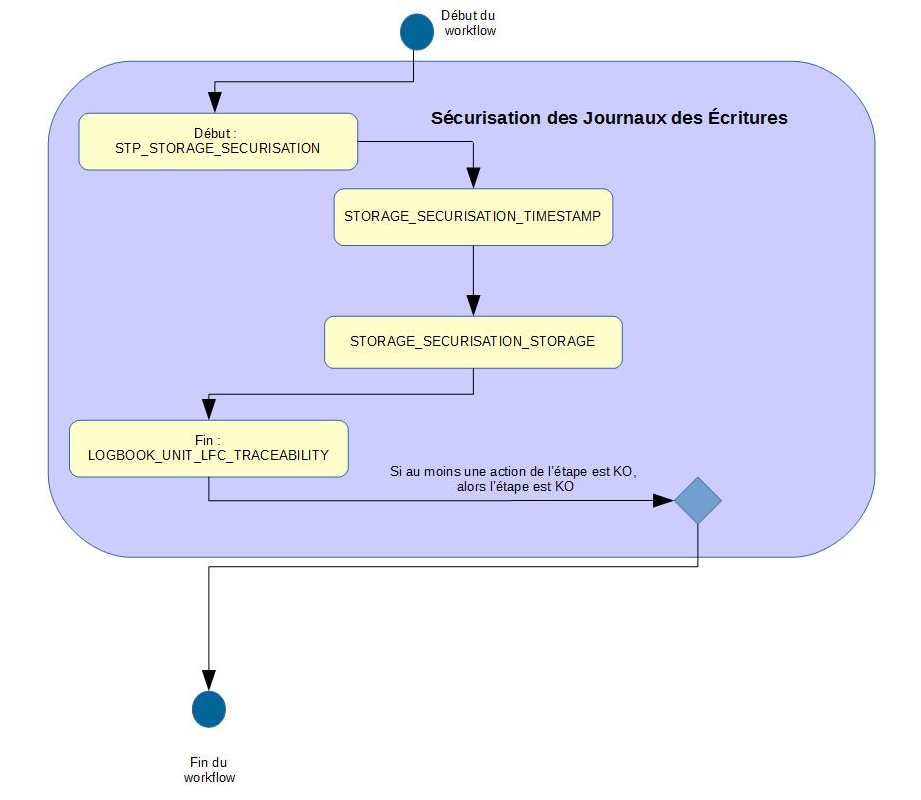 Début du
workflow
Sécurisation des Journaux des Écritures
Début :
STP_STORAGE_SECURISATION
STORAGE_SECURISATION_TIMESTAMP
STORAGE_SECURISATION_STORAGE
Fin :
LOGBOOK_UNIT_LFC_TRACEABILITY
Si au moins une action de l'étape est KO,
alors l'étape est KO
Fin du
workflow